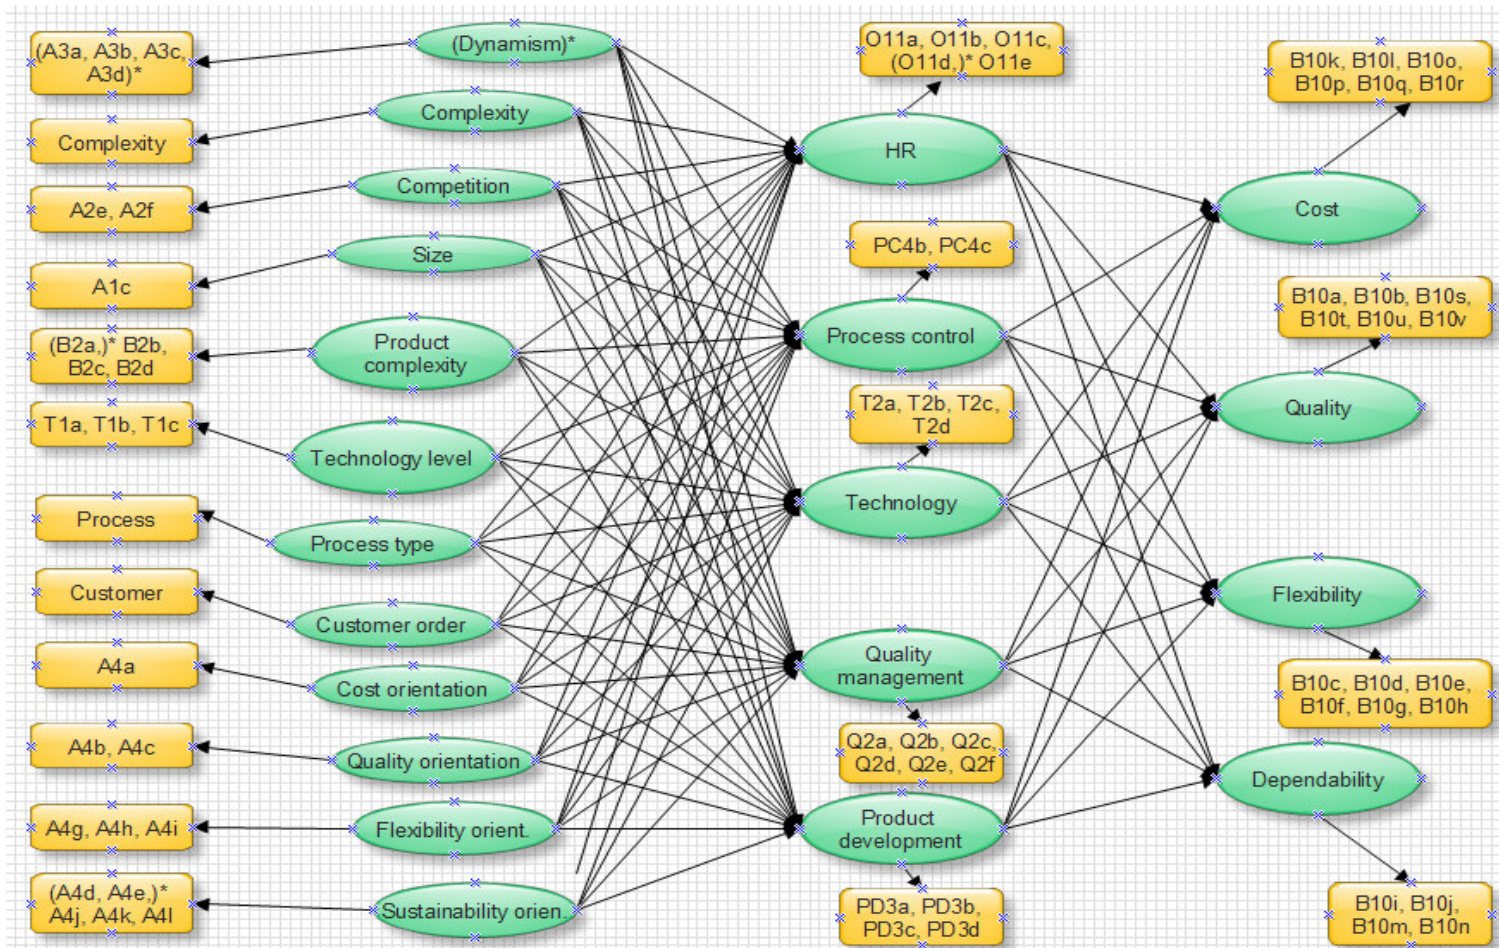 (A3a, A3b, A3c,
A3d)*
(Dynamism)*
O11a, O11b, O11c,
(O11d,)* O11e
B10k, B10l, B10o,
B10p, B10q, B10r
Complexity
Complexity
HR
Cost
A2e, A2f
Competition
A1c
Size
PC4b, PC4c
B10a, B10b, B10s,
B10t, B10u, B10v
(B2a,)* B2b,
B2c, B2d
Product
complexity
Process control
Quality
T1a, T1b, T1c
Technology level
T2a, T2b, T2c,
T2d
Process
Process type
Technology
Customer
Customer order
Flexibility
A4a
Cost orientation
Quality
management
B10c, B10d, B10e,
B10f, B10g, B10h
A4b, A4c
Quality orientation
Q2a, Q2b, Q2c,
Q2d, Q2e, Q2f
Dependability
A4g, A4h, A4i
Flexibility orient.
Product
development
(A4d, A4e,)*
A4j, A4k, A4l
Sustainability orien.
PD3a, PD3b,
PD3c, PD3d
B10i, B10j,
B10m, B10n